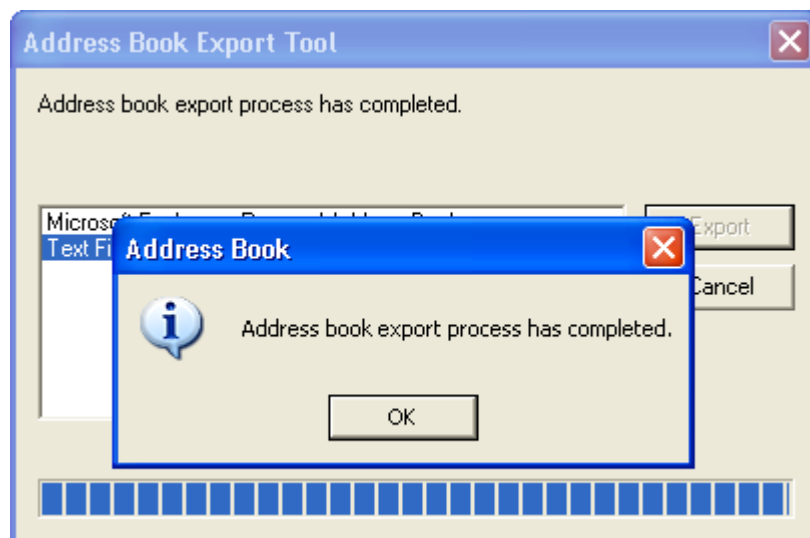 Address Book Export Tool
Address book export process has completed.
Export
Text
Address Book
Cancel
Address book export process has completed.
OK